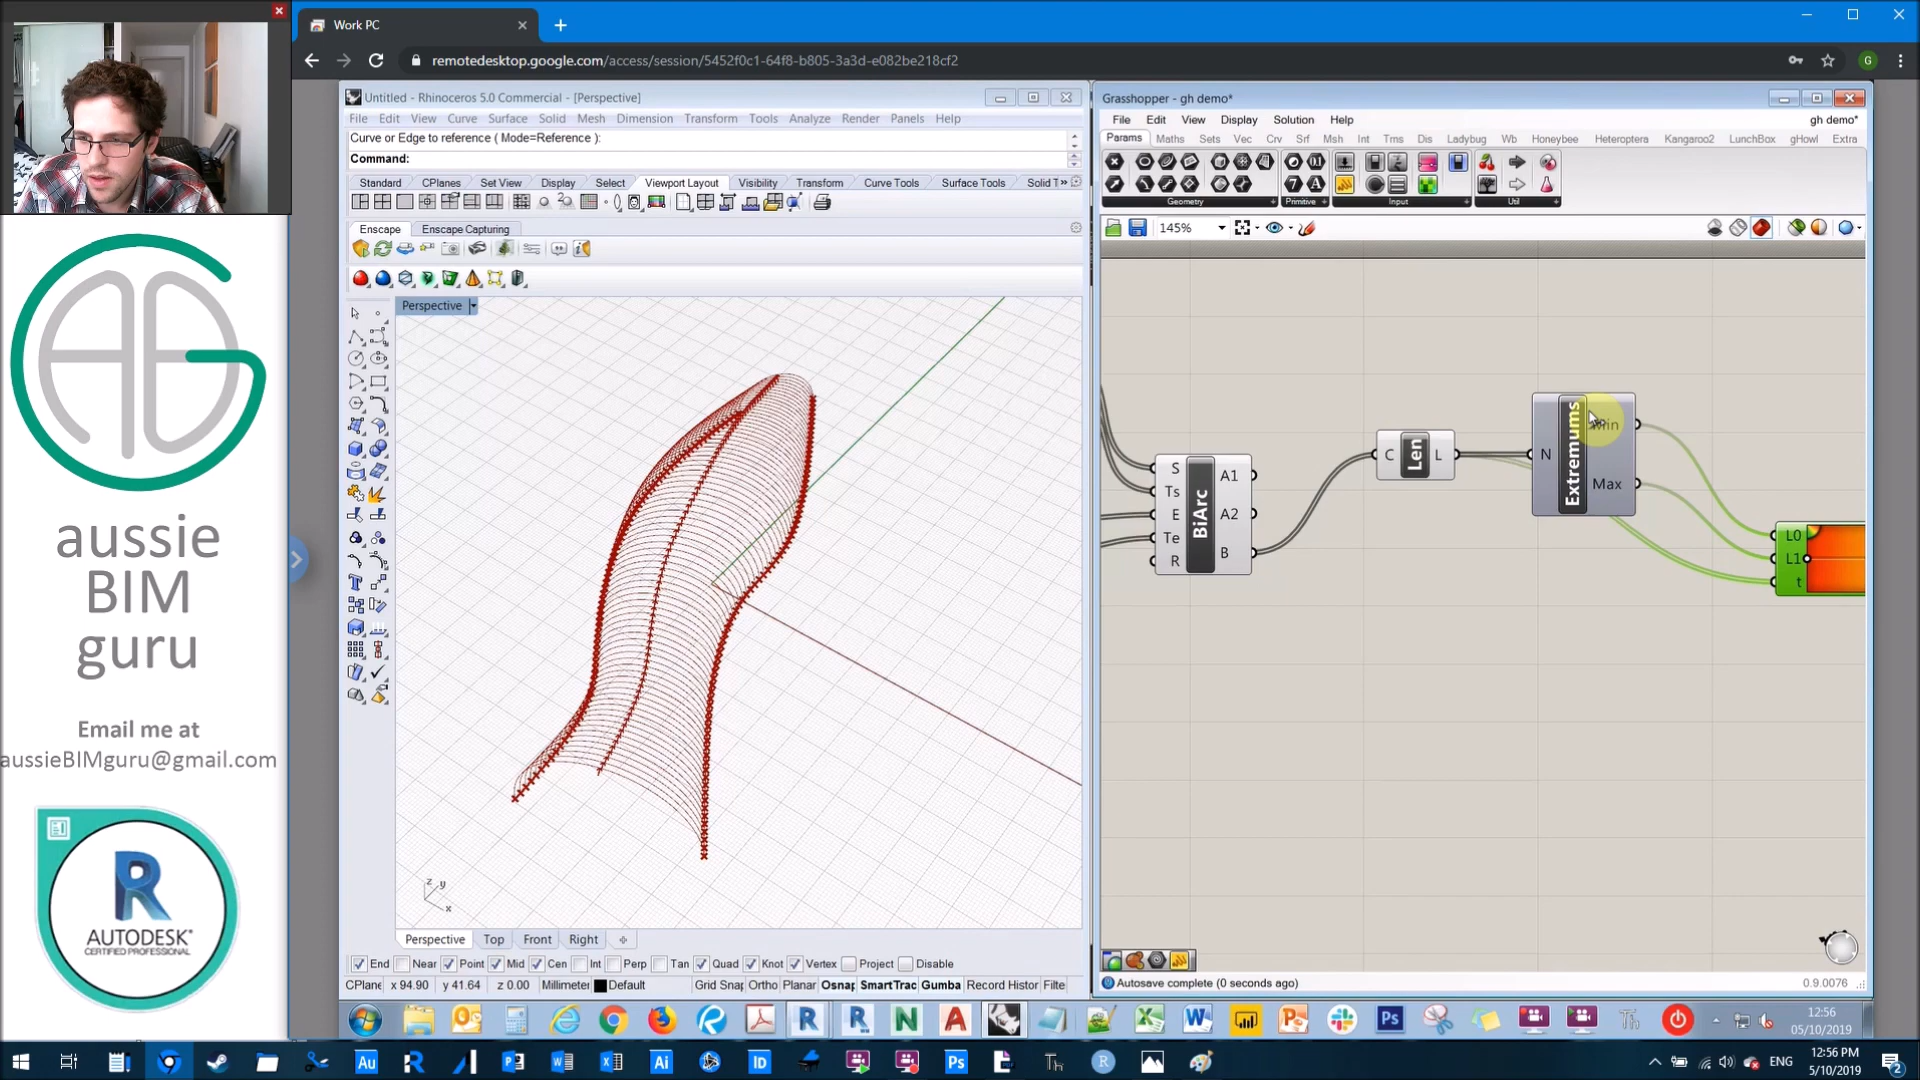 Work PC
remotedesktop.google.com/access/session/5452f0c1-64f8-b805-3a3d-e082be218cf2
G
Untitled - Rhinoceros 5.0 Commercial - [Perspective]
File Edit View Curve Surface Solid Mesh Dimension Transform Tools Analyze Render Panels Help
Curve or Edge to reference ( Mode=Reference ):
Command:
Standard CPlanes Set View Display Select Viewport Layout Visibility Transform Curve Tools Surface Tools Solid T
Enscape Enscape Capturing
Perspective
z y
x
Perspective Top Front Right
End Near Point Mid Cen Int Perp Tan Quad Knot Vertex Project Disable
CPlane x 94.90 y 41.64 z 0.00 Millimeter Default Grid Snap Ortho Planar Osnap SmartTrac Gumba Record Histor Filte
Grasshopper - gh demo*
File Edit View Display Solution Help gh demo*
Params Maths Sets Vec Crv Srf Msh Int Trns Dis Ladybug Wb Honeybee Heteroptera Kangaroo2 LunchBox gHowl Extra
Geometry Primitive Input Util
145%
S
Ts
E
Te
R
BiArc
A1
A2
B
C Len L
N Extremums Min
Max
L0
L1
t
Autosave complete (0 seconds ago) 0.9.0076
12:56
05/10/2019
ENG
12:56 PM
5/10/2019
2
aussie
BIM
guru
Email me at
aussieBIMguru@gmail.com
R
AUTODESK
CERTIFIED PROFESSIONAL